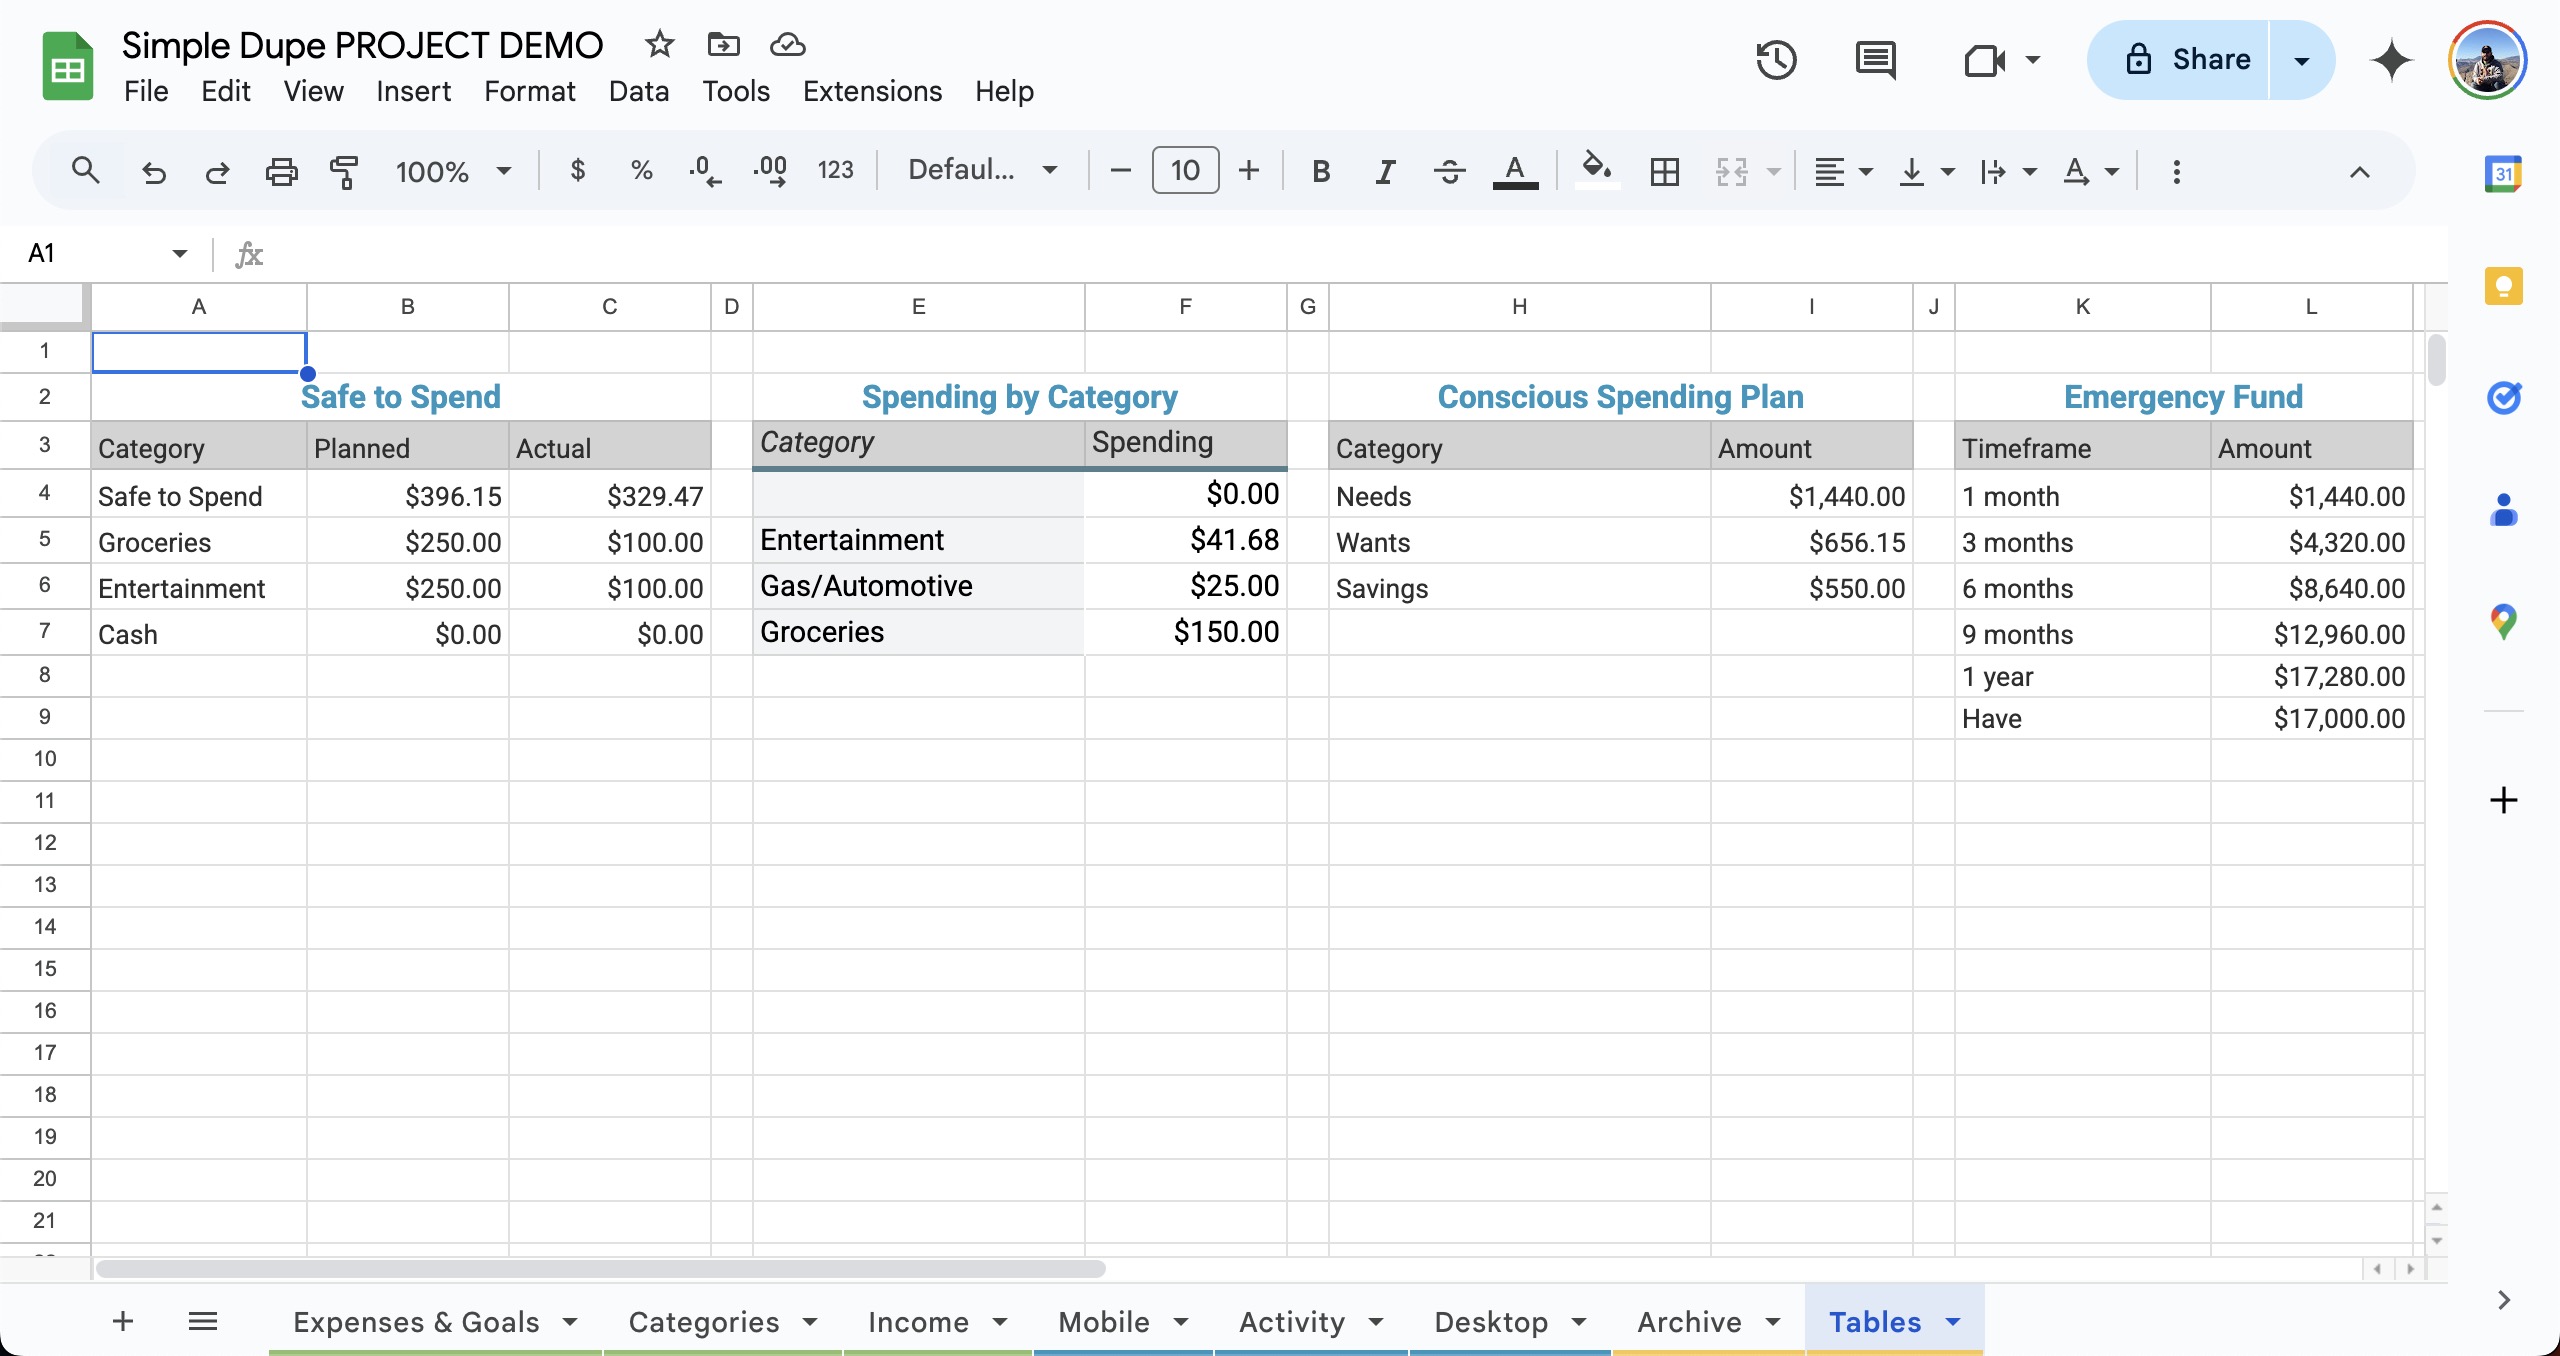 Simple Dupe PROJECT DEMO
File Edit View Insert Format Data Tools Extensions Help
Share
100% $ % .0 .00 123 Defaul... 10 B I A A
31
A1 fx
A B C D E F G H I J K L
1
2 Safe to Spend Spending by Category Conscious Spending Plan Emergency Fund
3 Category Planned Actual Category Spending Category Amount Timeframe Amount
4 Safe to Spend $396.15 $329.47 $0.00 Needs $1,440.00 1 month $1,440.00
5 Groceries $250.00 $100.00 Entertainment $41.68 Wants $656.15 3 months $4,320.00
6 Entertainment $250.00 $100.00 Gas/Automotive $25.00 Savings $550.00 6 months $8,640.00
7 Cash $0.00 $0.00 Groceries $150.00 9 months $12,960.00
8 1 year $17,280.00
9 Have $17,000.00
10
11
12
13
14
15
16
17
18
19
20
21
Expenses & Goals Categories Income Mobile Activity Desktop Archive Tables